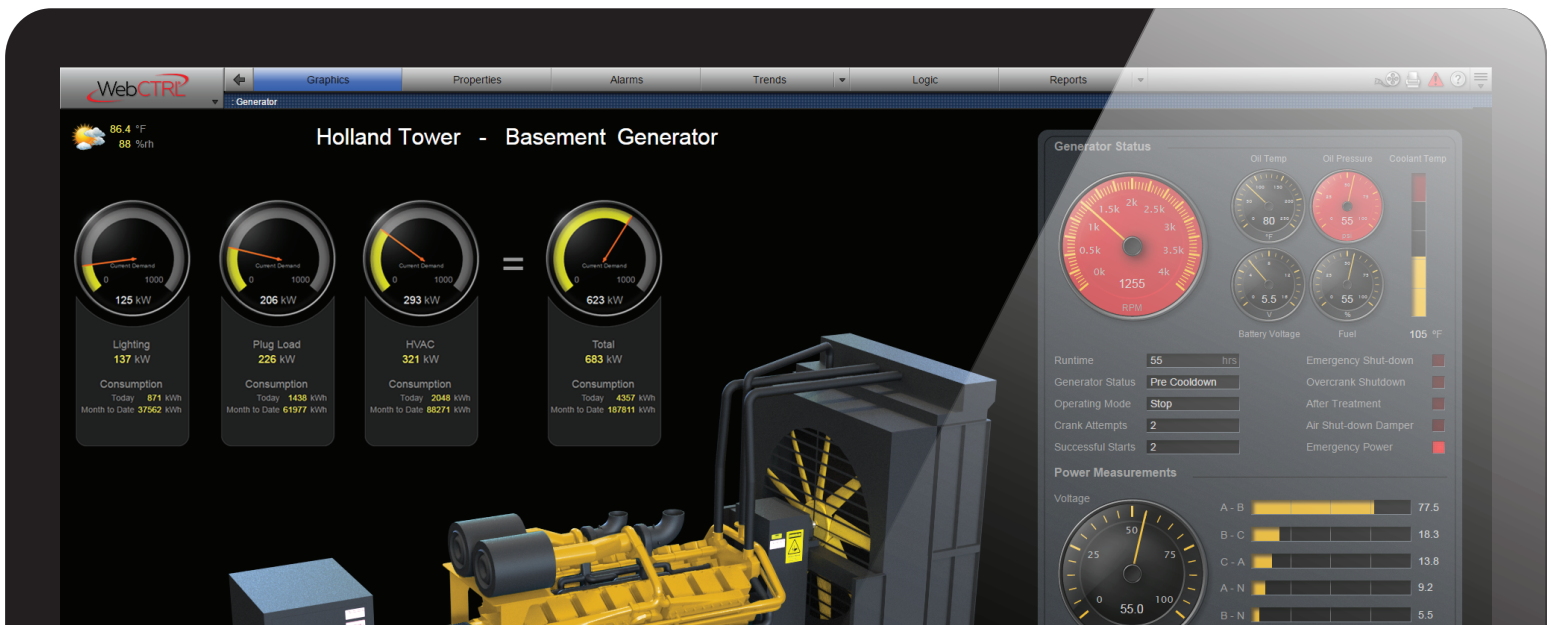 WebCTRL
Graphics
Properties
Alarms
Trends
Logic
Reports
: Generator
86.4 °F
88 %rh
Holland Tower - Basement Generator
Current Demand
0 1000
125 kW
Lighting
137 kW
Consumption
Today 871 kWh
Month to Date 37562 kWh
Current Demand
0 1000
206 kW
Plug Load
226 kW
Consumption
Today 1438 kWh
Month to Date 61977 kWh
Current Demand
0 1000
293 kW
HVAC
321 kW
Consumption
Today 2048 kWh
Month to Date 88271 kWh
=
Current Demand
0 1000
623 kW
Total
683 kW
Consumption
Today 4357 kWh
Month to Date 187811 kWh
Generator Status
0k 0.5k 1k 1.5k 2k 2.5k 3k 3.5k 4k
1255
RPM
Oil Temp
80
°F
Oil Pressure
55
Coolant Temp
5.5
V
Battery Voltage
55
%
Fuel
105 °F
Runtime 55 hrs
Generator Status Pre Cooldown
Operating Mode Stop
Crank Attempts 2
Successful Starts 2
Emergency Shut-down
Overcrank Shutdown
After Treatment
Air Shut-down Damper
Emergency Power
Power Measurements
Voltage
0 25 50 75 100
55.0
A - B 77.5
B - C 18.3
C - A 13.8
A - N 9.2
B - N 5.5